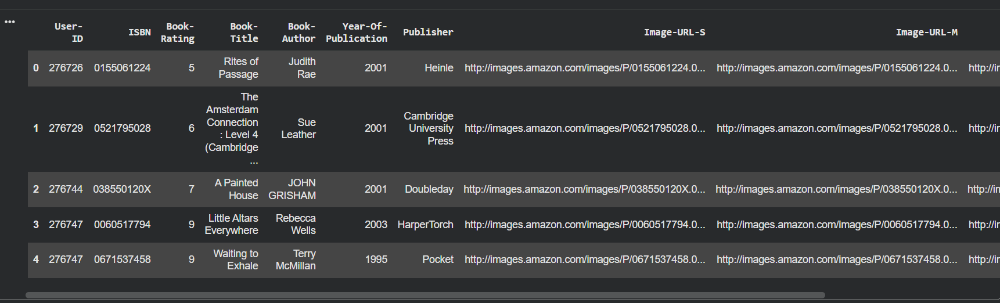 User-ID ISBN Book-Rating Book-Title Book-Author Year-Of-Publication Publisher Image-URL-S Image-URL-M
0 276726 0155061224 5 Rites of Passage Judith Rae 2001 Heinle http://images.amazon.com/images/P/0155061224.0... http://images.amazon.com/images/P/0155061224.0... http://in
1 276729 0521795028 6 The Amsterdam Connection : Level 4 (Cambridge ... Sue Leather 2001 Cambridge University Press http://images.amazon.com/images/P/0521795028.0... http://images.amazon.com/images/P/0521795028.0... http://in
2 276744 038550120X 7 A Painted House JOHN GRISHAM 2001 Doubleday http://images.amazon.com/images/P/038550120X.0... http://images.amazon.com/images/P/038550120X.0... http://in
3 276747 0060517794 9 Little Altars Everywhere Rebecca Wells 2003 HarperTorch http://images.amazon.com/images/P/0060517794.0... http://images.amazon.com/images/P/0060517794.0... http://in
4 276747 0671537458 9 Waiting to Exhale Terry McMillan 1995 Pocket http://images.amazon.com/images/P/0671537458.0... http://images.amazon.com/images/P/0671537458.0... http://in